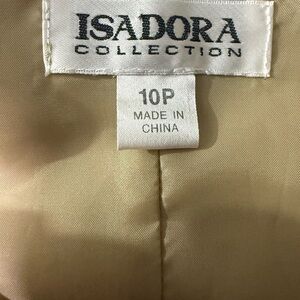 ISADORA
COLLECTION
10P
MADE IN
CHINA